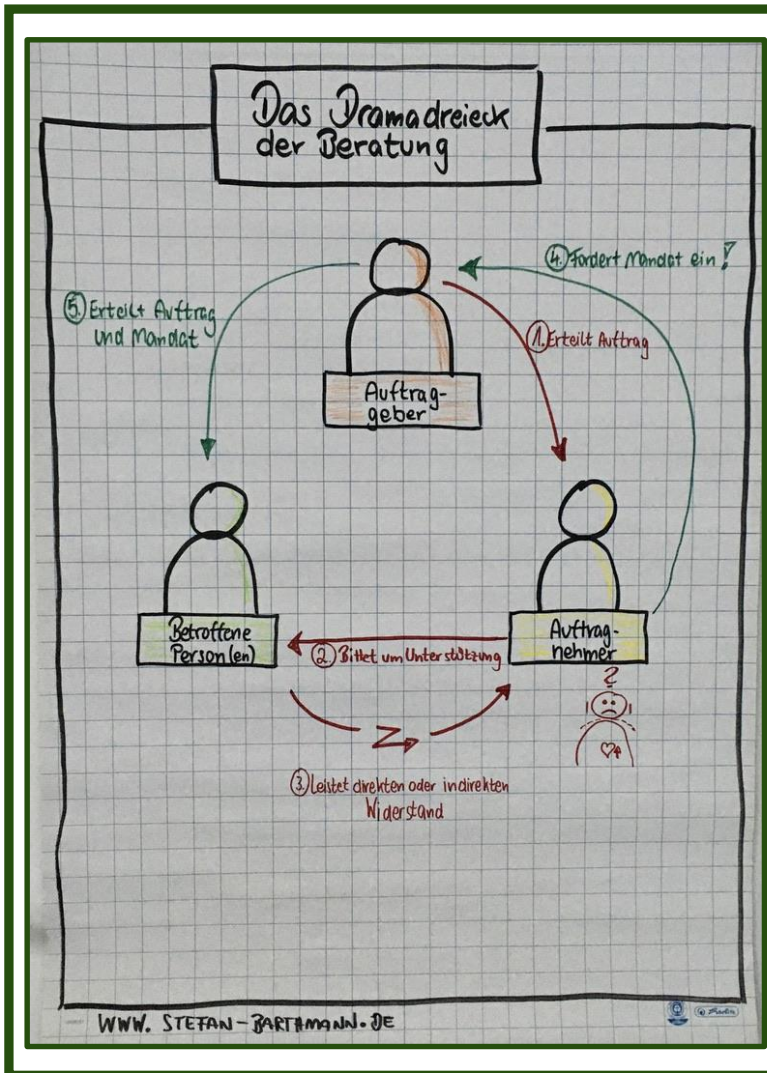 Das Dramadreieck
der Beratung
4. Fordert Mandat ein!
5. Erteilt Auftrag
und Mandat
1. Erteilt Auftrag
Auftrag-
geber
Betroffene
Person(en)
Auftrag-
nehmer
2. Bittet um Unterstützung
?
3. Leistet direkten oder indirekten
Widerstand
WWW. STEFAN-BARTHMANN.DE